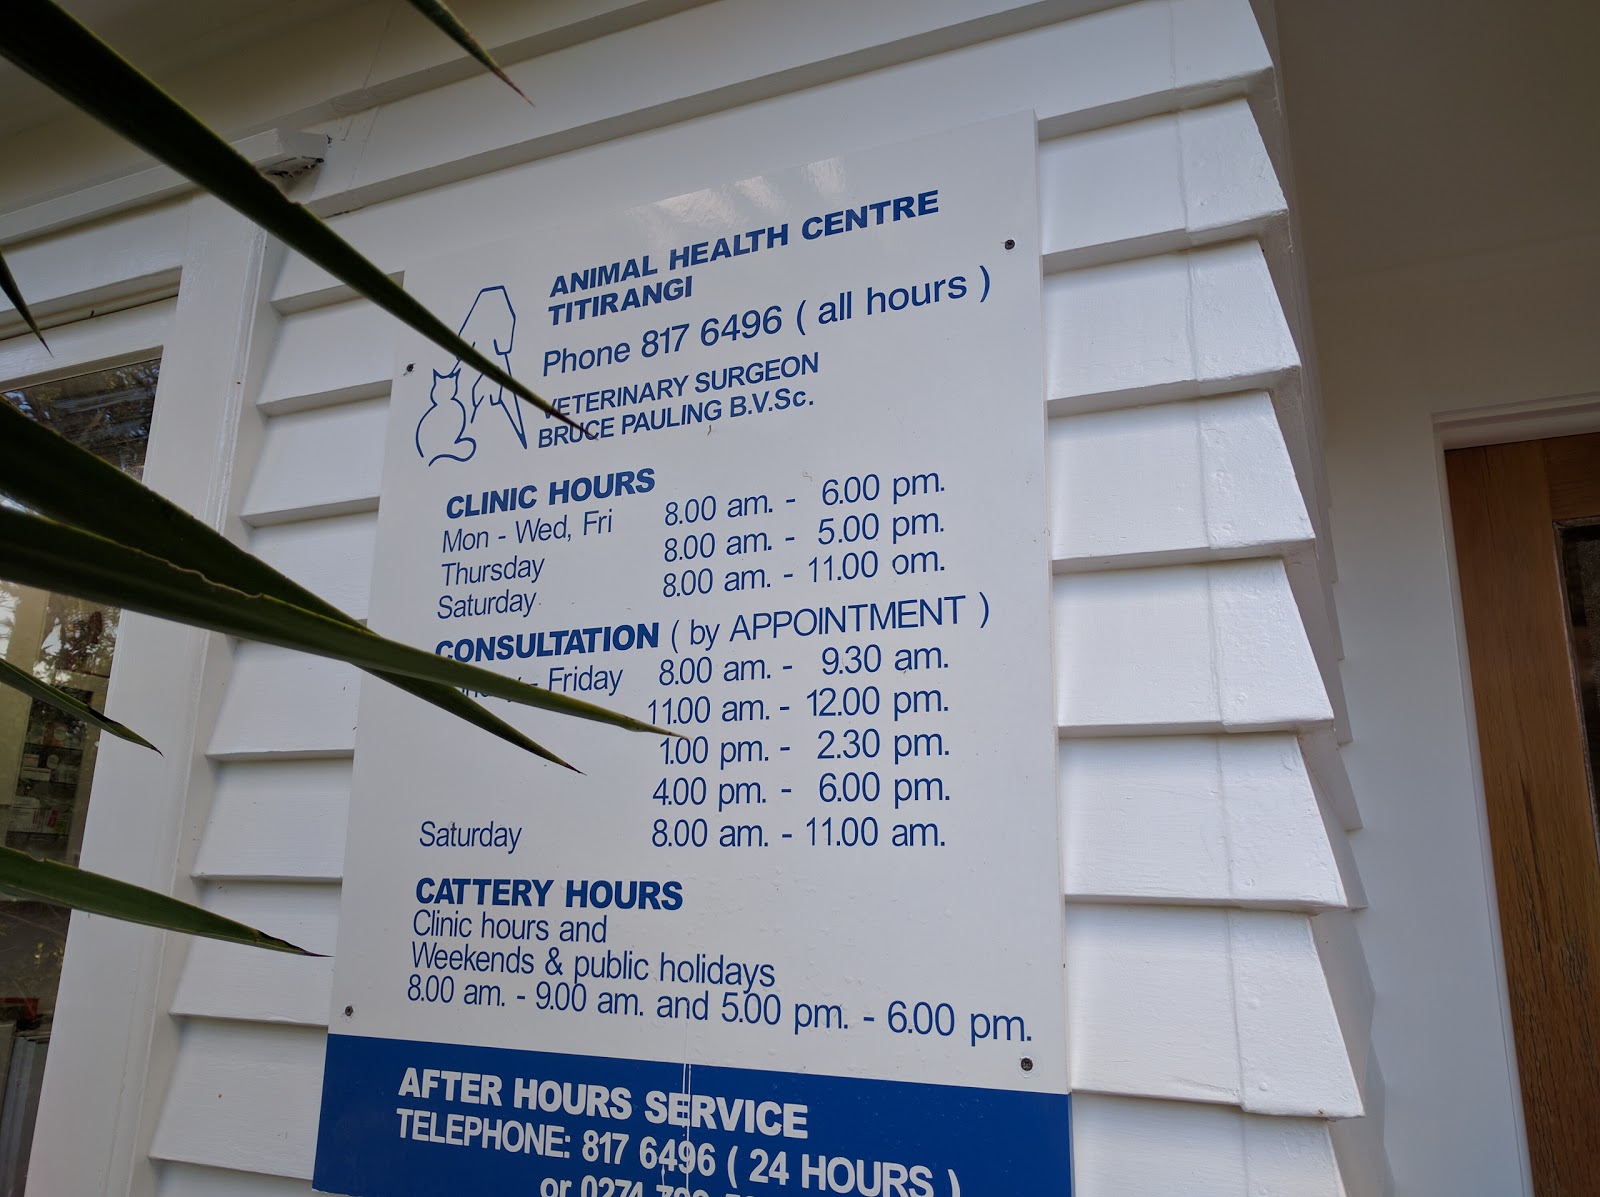 ANIMAL HEALTH CENTRE
TITIRANGI
Phone 817 6496 ( all hours )
VETERINARY SURGEON
BRUCE PAULING B.V.Sc.
CLINIC HOURS
Mon - Wed, Fri 8.00 am. - 6.00 pm.
Thursday 8.00 am. - 5.00 pm.
Saturday 8.00 am. - 11.00 om.
CONSULTATION ( by APPOINTMENT )
- Friday 8.00 am. - 9.30 am.
11.00 am. - 12.00 pm.
1.00 pm. - 2.30 pm.
4.00 pm. - 6.00 pm.
Saturday 8.00 am. - 11.00 am.
CATTERY HOURS
Clinic hours and
Weekends & public holidays
8.00 am. - 9.00 am. and 5.00 pm. - 6.00 pm.
AFTER HOURS SERVICE
TELEPHONE: 817 6496 ( 24 HOURS )
or 0274